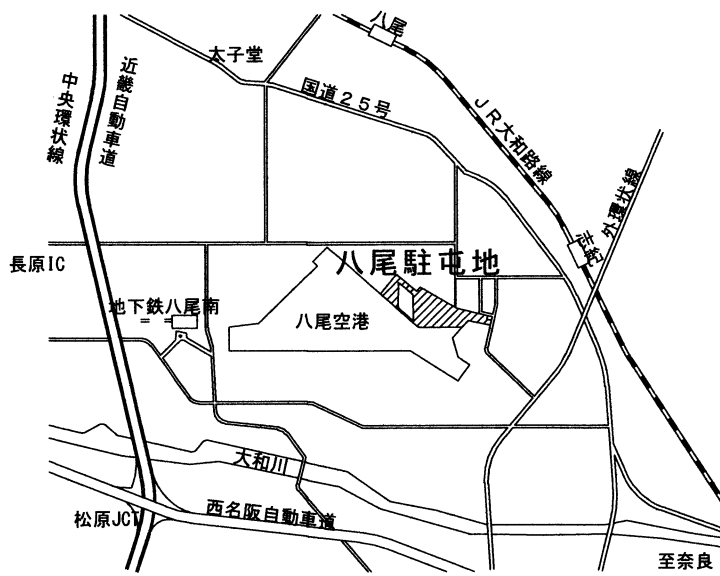 八尾
太子堂
近畿自動車道
中央環状線
国道25号
JR大和路線
外環状線
志紀
長原IC
八尾駐屯地
地下鉄八尾南
八尾空港
大和川
松原JCT
西名阪自動車道
至奈良